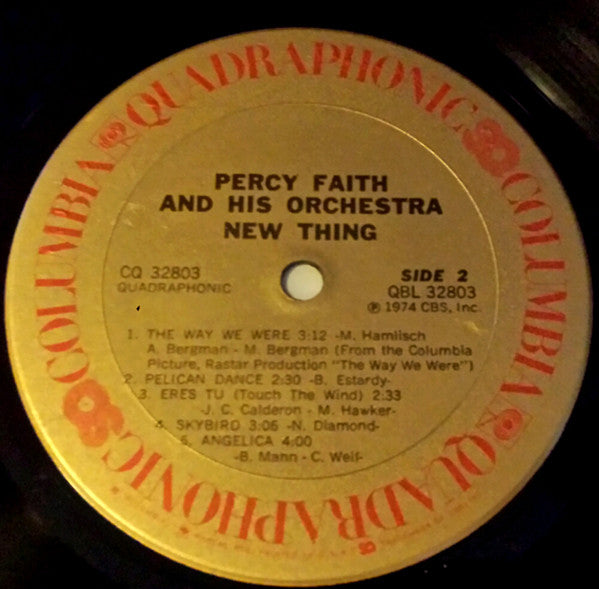 COLUMBIA QUADRAPHONIC COLUMBIA QUADRAPHONIC
PERCY FAITH
AND HIS ORCHESTRA
NEW THING
CQ 32803
QUADRAPHONIC
SIDE 2
QBL 32803
℗ 1974 CBS, Inc.
1. THE WAY WE WERE 3:12 -M. Hamlisch
A. Bergman - M. Bergman (From the Columbia
Picture, Rastar Production "The Way We Were")
2. PELICAN DANCE 2:30 -B. Estardy-
3. ERES TU (Touch The Wind) 2:33
-J. C. Calderon - M. Hawker-
4. SKYBIRD 3:06 -N. Diamond-
5. ANGELICA 4:00
-B. Mann - C. Weil-